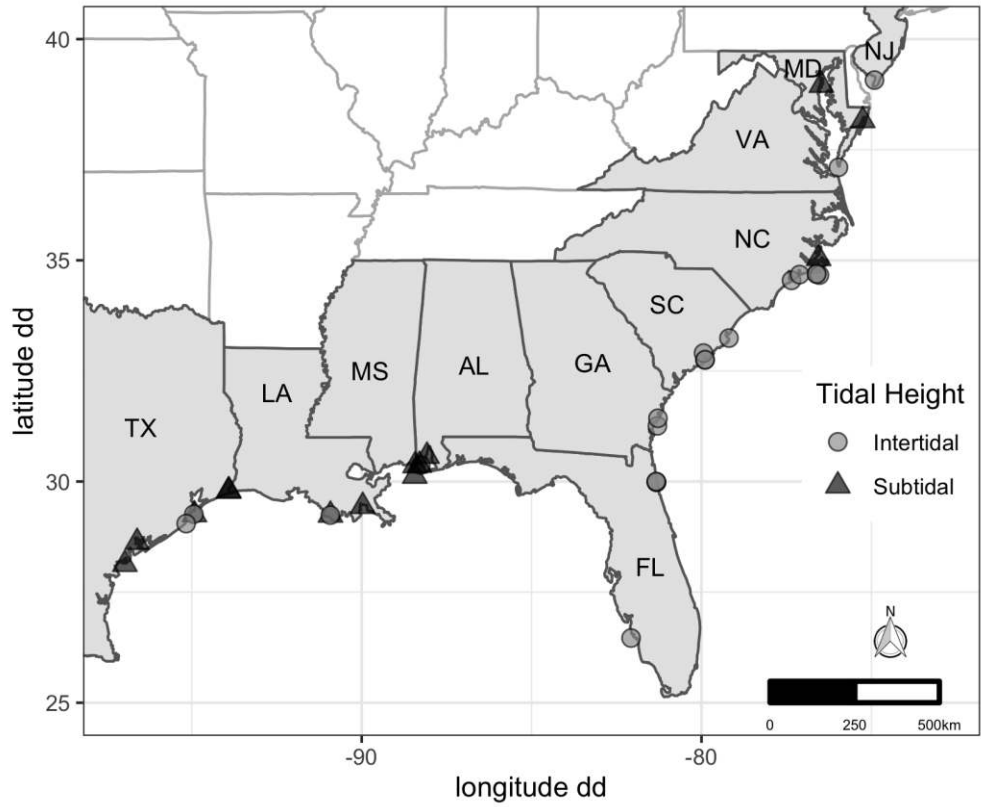 40
NJ
MD
VA
35
NC
SC
MS
AL
GA
LA
TX
Tidal Height
Intertidal
Subtidal
30
FL
N
25
0 250 500km
-90 -80
latitude dd
longitude dd